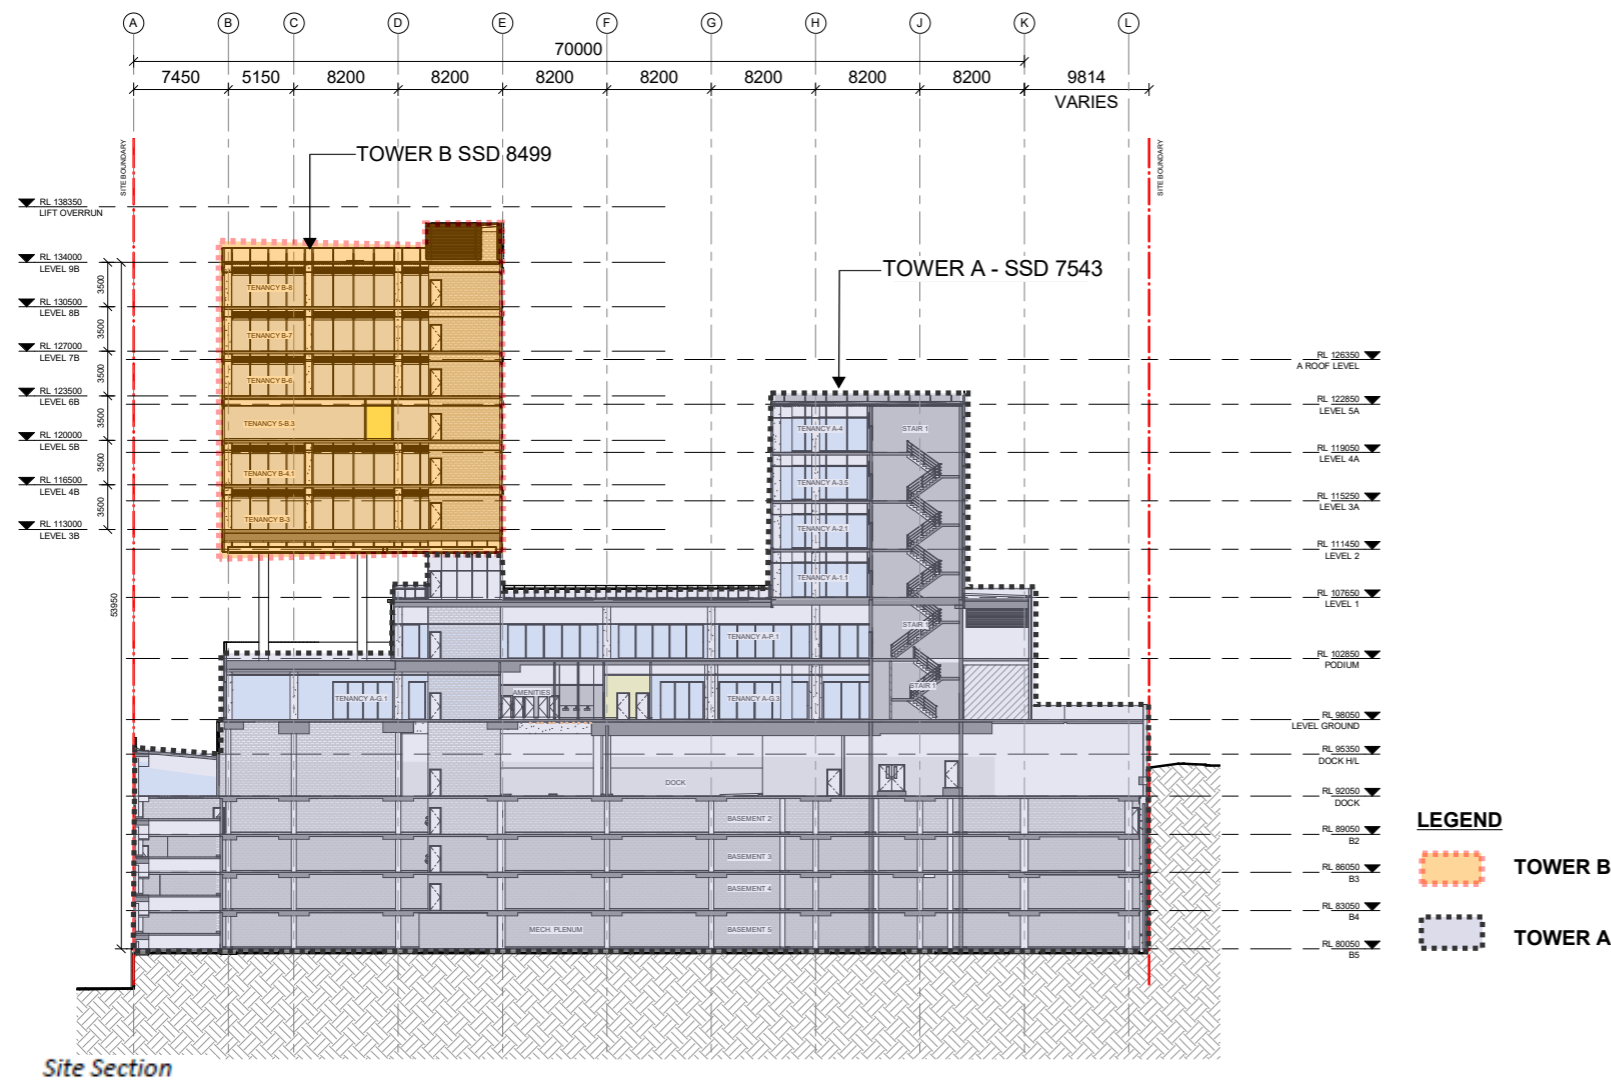 A B C D E F G H J K L
70000
7450 5150 8200 8200 8200 8200 8200 8200 8200 9814
VARIES
SITE BOUNDARY
SITE BOUNDARY
TOWER B SSD 8499
TOWER A - SSD 7543
RL 138350
LIFT OVERRUN
RL 134000
LEVEL 9B
RL 130500
LEVEL 8B
RL 127000
LEVEL 7B
RL 123500
LEVEL 6B
RL 120000
LEVEL 5B
RL 116500
LEVEL 4B
RL 113000
LEVEL 3B
3500
3500
3500
3500
3500
3500
53950
TENANCY B-8
TENANCY B-7
TENANCY B-6
TENANCY 5-B.3
TENANCY B-4.1
TENANCY B-3
TENANCY A-4
TENANCY A-3.5
TENANCY A-2.1
TENANCY A-1.1
STAIR 1
STAIR 1
STAIR 1
TENANCY A-P.1
TENANCY A-G.1
AMENITIES
TENANCY A-G.3
DOCK
BASEMENT 2
BASEMENT 3
BASEMENT 4
MECH. PLENUM
BASEMENT 5
RL 126350
A ROOF LEVEL
RL 122850
LEVEL 5A
RL 119050
LEVEL 4A
RL 115250
LEVEL 3A
RL 111450
LEVEL 2
RL 107650
LEVEL 1
RL 102850
PODIUM
RL 98050
LEVEL GROUND
RL 95350
DOCK H/L
RL 92050
DOCK
RL 89050
B2
RL 86050
B3
RL 83050
B4
RL 80050
B5
LEGEND
TOWER B
TOWER A
Site Section